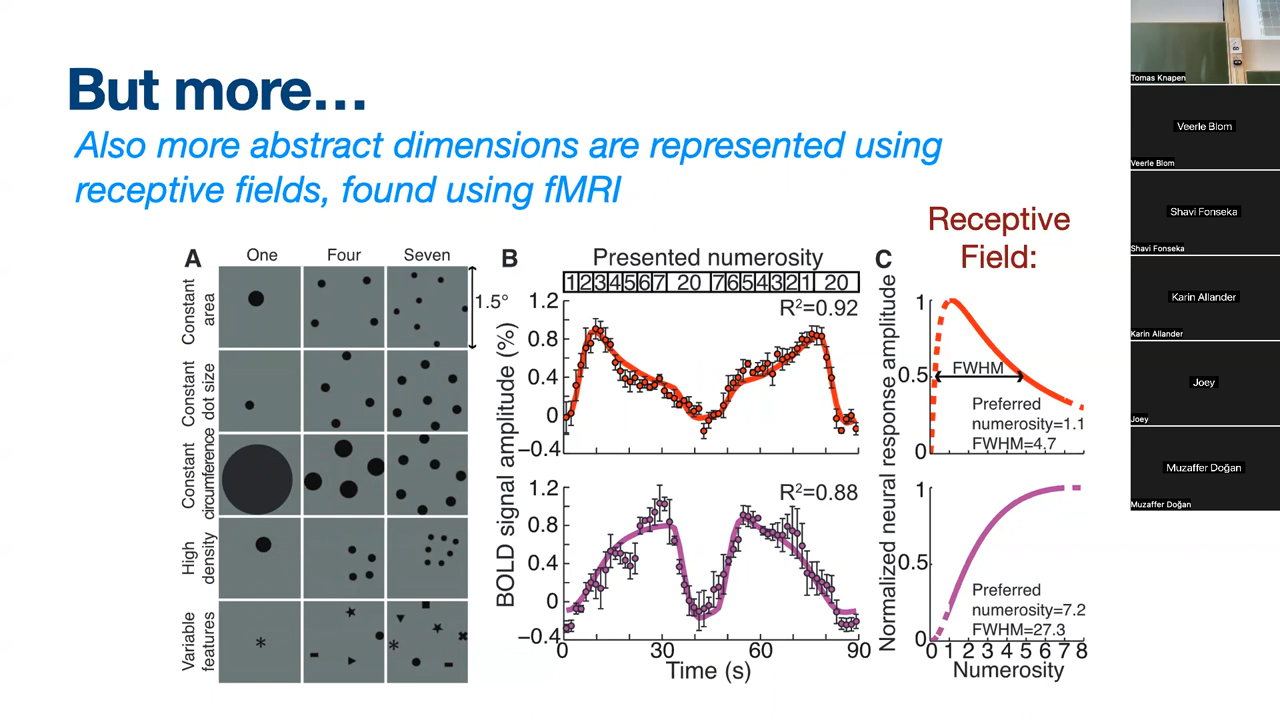 But more…
Also more abstract dimensions are represented using
receptive fields, found using fMRI
Receptive
Field:
A
One
Four
Seven
Constant
area
Constant
dot size
Constant
circumference
High
density
Variable
features
1.5°
B
Presented numerosity
1 2 3 4 5 6 7 20 7 6 5 4 3 2 1 20
R²=0.92
BOLD signal amplitude (%)
1.2
0.8
0.4
0
−0.4
R²=0.88
1.2
0.8
0.4
0
−0.4
0 30 60 90
Time (s)
C
Normalized neural response amplitude
1
0.5
0
FWHM
Preferred
numerosity=1.1
FWHM=4.7
1
0.5
0
Preferred
numerosity=7.2
FWHM=27.3
0 1 2 3 4 5 6 7 8
Numerosity
Tomas Knapen
Veerle Blom
Veerle Blom
Shavi Fonseka
Shavi Fonseka
Karin Allander
Karin Allander
Joey
Joey
Muzaffer Doğan
Muzaffer Doğan